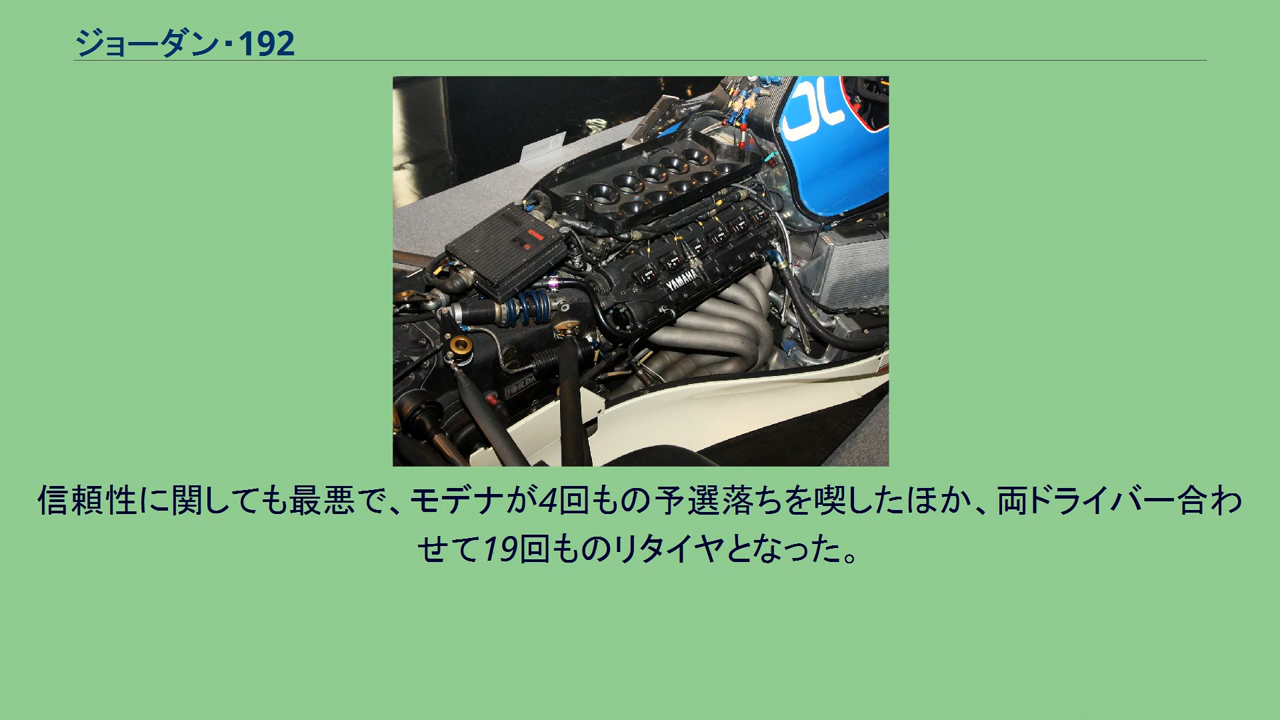 ジョーダン・192
OL
YAMAHA
信頼性に関しても最悪で、モデナが4回もの予選落ちを喫したほか、両ドライバー合わ
せて19回ものリタイヤとなった。